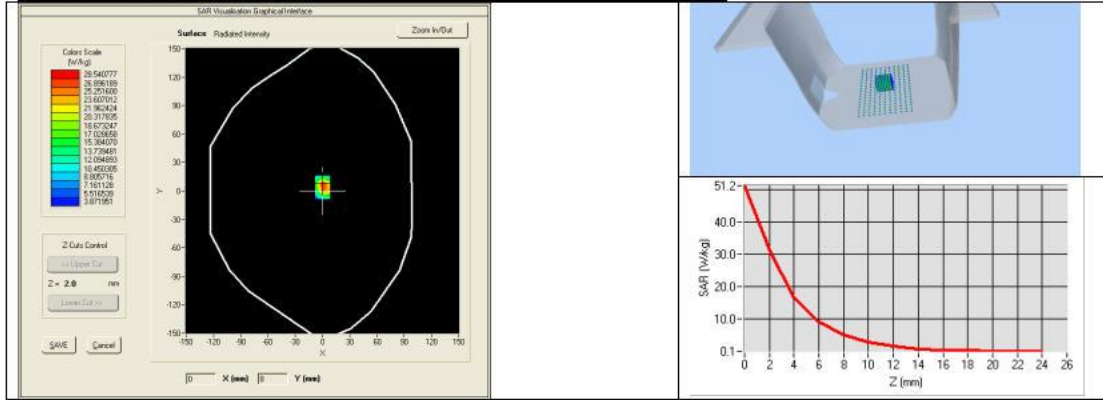 SAR Visualisation Graphical Interface
Surface Radiated Intensity
Zoom In/Out
Colors Scale
(W/kg)
28.540777
26.896189
25.251600
23.607012
21.962424
20.317835
18.673247
17.028658
15.384070
13.739481
12.094893
10.450305
8.805716
7.161128
5.516539
3.871951
150
120
90
60
30
0
-30
-60
-90
-120
-150
Y
-150 -120 -90 -60 -30 0 30 60 90 120 150
X
Z-Cuts Control
<< Upper Cut
Z = 2.0 mm
Lower Cut >>
SAVE Cancel
0 X (mm) 0 Y (mm)
51.2
40.0
30.0
20.0
10.0
0.1
SAR (W/kg)
0 2 4 6 8 10 12 14 16 18 20 22 24 26
Z (mm)